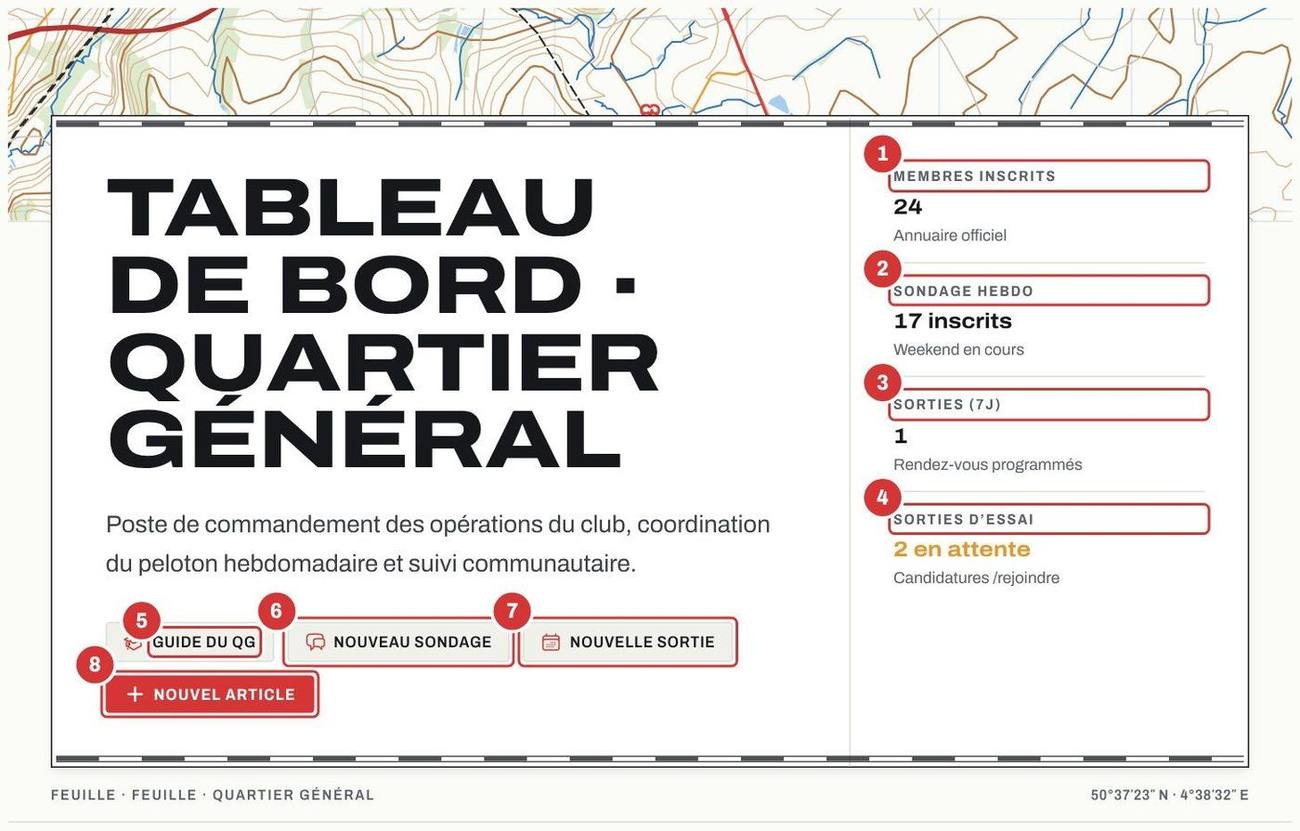 TABLEAU
DE BORD ·
QUARTIER
GÉNÉRAL
Poste de commandement des opérations du club, coordination
du peloton hebdomadaire et suivi communautaire.
5
GUIDE DU QG
6
NOUVEAU SONDAGE
7
NOUVELLE SORTIE
8
+ NOUVEL ARTICLE
1
MEMBRES INSCRITS
24
Annuaire officiel
2
SONDAGE HEBDO
17 inscrits
Weekend en cours
3
SORTIES (7J)
1
Rendez-vous programmés
4
SORTIES D’ESSAI
2 en attente
Candidatures /rejoindre
FEUILLE · FEUILLE · QUARTIER GÉNÉRAL
50°37′23″ N · 4°38′32″ E